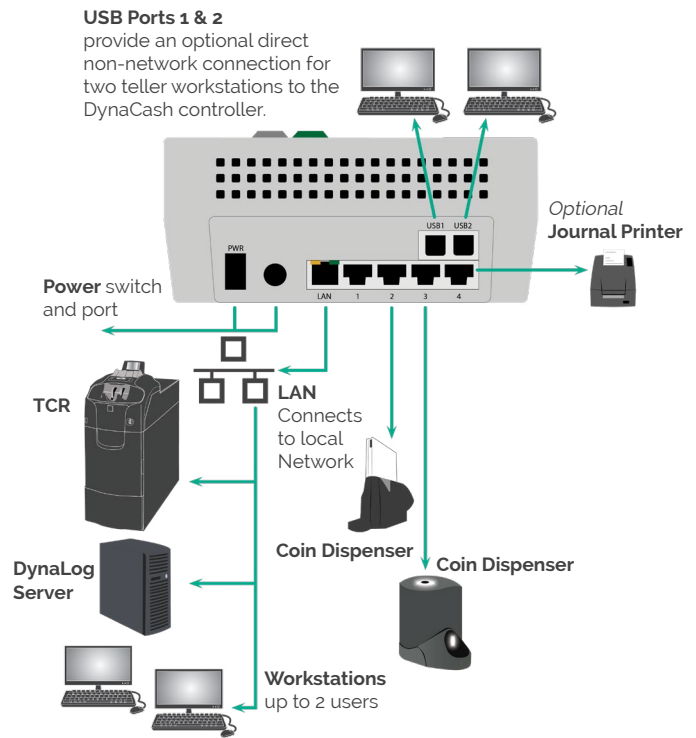 USB Ports 1 & 2
provide an optional direct
non-network connection for
two teller workstations to the
DynaCash controller.
Optional
Journal Printer
USB1 USB2
PWR
LAN 1 2 3 4
Power switch
and port
TCR
LAN
Connects
to local
Network
Coin Dispenser
Coin Dispenser
DynaLog
Server
Workstations
up to 2 users